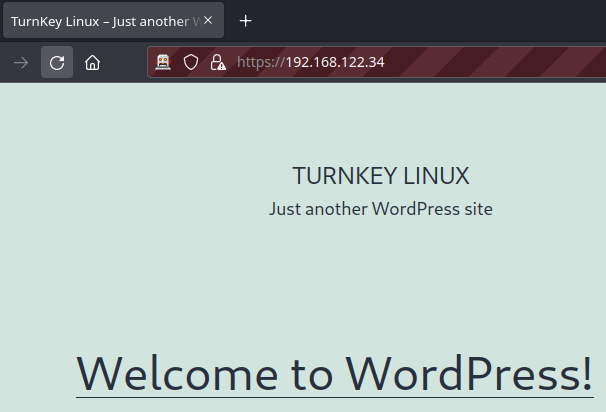 TurnKey Linux – Just another W
https://192.168.122.34
TURNKEY LINUX
Just another WordPress site
Welcome to WordPress!